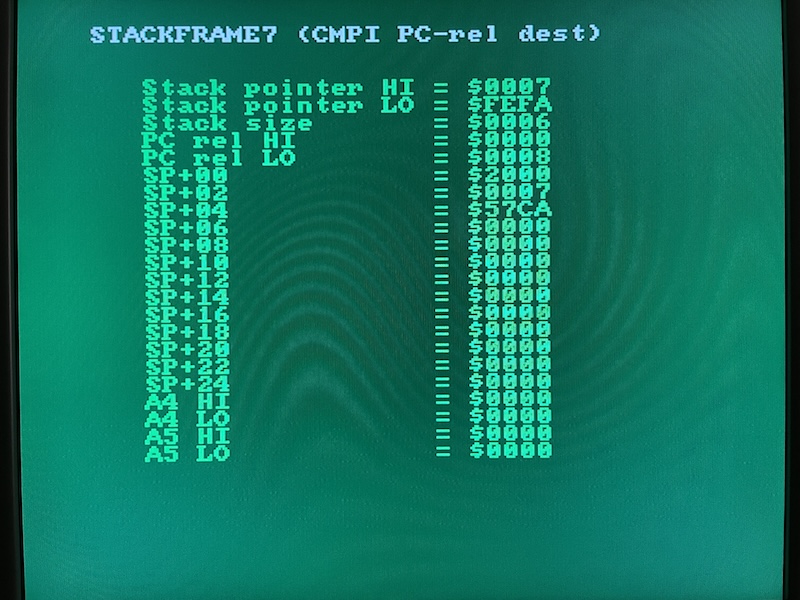 STACKFRAME7 (CMPI PC-rel dest)
Stack pointer HI = $0007
Stack pointer LO = $FEFA
Stack size = $0006
PC rel HI = $0000
PC rel LO = $0008
SP+00 = $2000
SP+02 = $0007
SP+04 = $57CA
SP+06 = $0000
SP+08 = $0000
SP+10 = $0000
SP+12 = $0000
SP+14 = $0000
SP+16 = $0000
SP+18 = $0000
SP+20 = $0000
SP+22 = $0000
SP+24 = $0000
A4 HI = $0000
A4 LO = $0000
A5 HI = $0000
A5 LO = $0000